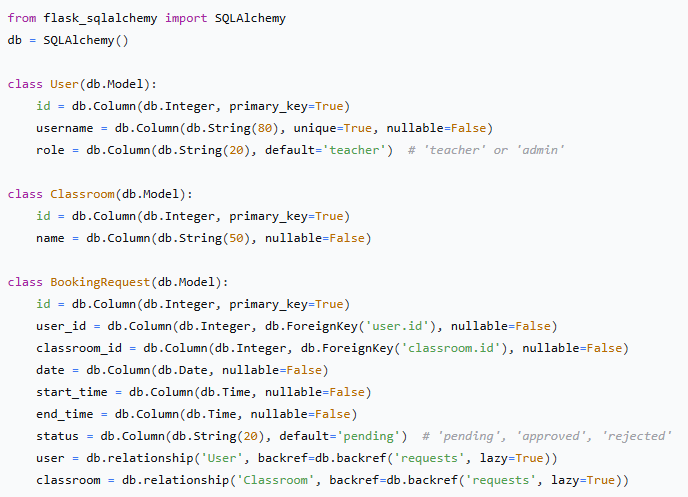 from flask_sqlalchemy import SQLAlchemy
db = SQLAlchemy()

class User(db.Model):
    id = db.Column(db.Integer, primary_key=True)
    username = db.Column(db.String(80), unique=True, nullable=False)
    role = db.Column(db.String(20), default='teacher')  # 'teacher' or 'admin'

class Classroom(db.Model):
    id = db.Column(db.Integer, primary_key=True)
    name = db.Column(db.String(50), nullable=False)

class BookingRequest(db.Model):
    id = db.Column(db.Integer, primary_key=True)
    user_id = db.Column(db.Integer, db.ForeignKey('user.id'), nullable=False)
    classroom_id = db.Column(db.Integer, db.ForeignKey('classroom.id'), nullable=False)
    date = db.Column(db.Date, nullable=False)
    start_time = db.Column(db.Time, nullable=False)
    end_time = db.Column(db.Time, nullable=False)
    status = db.Column(db.String(20), default='pending')  # 'pending', 'approved', 'rejected'
    user = db.relationship('User', backref=db.backref('requests', lazy=True))
    classroom = db.relationship('Classroom', backref=db.backref('requests', lazy=True))